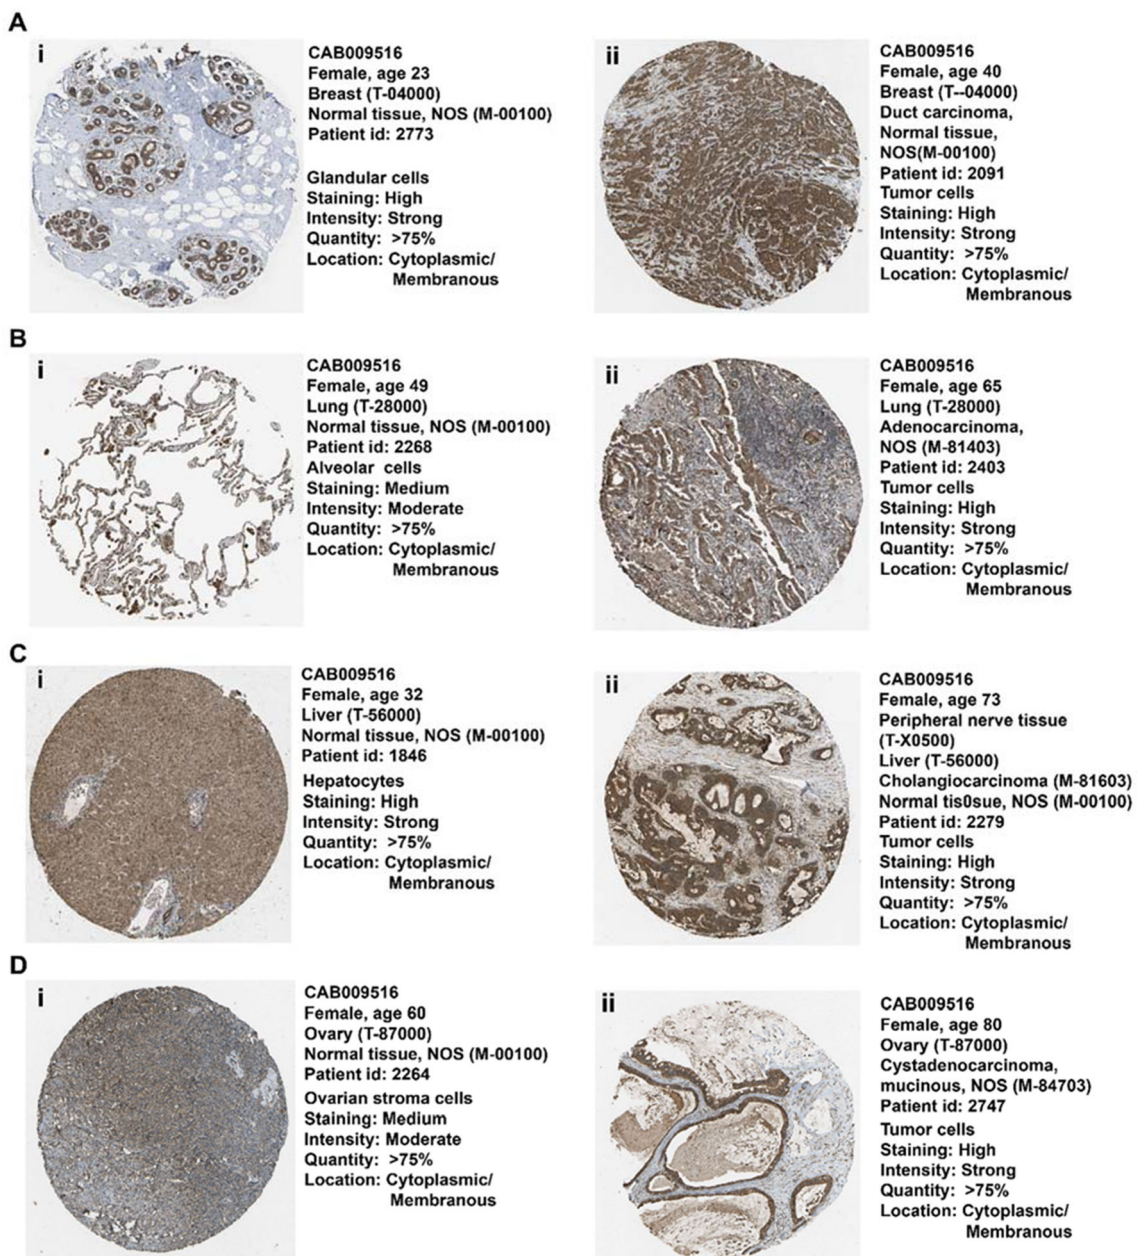 A
i
CAB009516
Female, age 23
Breast (T-04000)
Normal tissue, NOS (M-00100)
Patient id: 2773
Glandular cells
Staining: High
Intensity: Strong
Quantity: >75%
Location: Cytoplasmic/
Membranous
ii
CAB009516
Female, age 40
Breast (T--04000)
Duct carcinoma,
Normal tissue,
NOS(M-00100)
Patient id: 2091
Tumor cells
Staining: High
Intensity: Strong
Quantity: >75%
Location: Cytoplasmic/
Membranous
B
i
CAB009516
Female, age 49
Lung (T-28000)
Normal tissue, NOS (M-00100)
Patient id: 2268
Alveolar cells
Staining: Medium
Intensity: Moderate
Quantity: >75%
Location: Cytoplasmic/
Membranous
ii
CAB009516
Female, age 65
Lung (T-28000)
Adenocarcinoma,
NOS (M-81403)
Patient id: 2403
Tumor cells
Staining: High
Intensity: Strong
Quantity: >75%
Location: Cytoplasmic/
Membranous
C
i
CAB009516
Female, age 32
Liver (T-56000)
Normal tissue, NOS (M-00100)
Patient id: 1846
Hepatocytes
Staining: High
Intensity: Strong
Quantity: >75%
Location: Cytoplasmic/
Membranous
ii
CAB009516
Female, age 73
Peripheral nerve tissue
(T-X0500)
Liver (T-56000)
Cholangiocarcinoma (M-81603)
Normal tis0sue, NOS (M-00100)
Patient id: 2279
Tumor cells
Staining: High
Intensity: Strong
Quantity: >75%
Location: Cytoplasmic/
Membranous
D
i
CAB009516
Female, age 60
Ovary (T-87000)
Normal tissue, NOS (M-00100)
Patient id: 2264
Ovarian stroma cells
Staining: Medium
Intensity: Moderate
Quantity: >75%
Location: Cytoplasmic/
Membranous
ii
CAB009516
Female, age 80
Ovary (T-87000)
Cystadenocarcinoma,
mucinous, NOS (M-84703)
Patient id: 2747
Tumor cells
Staining: High
Intensity: Strong
Quantity: >75%
Location: Cytoplasmic/
Membranous